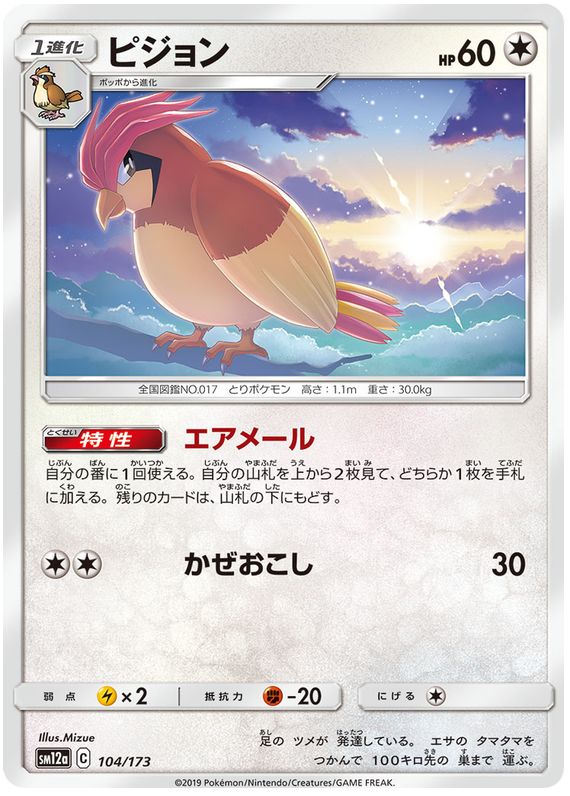 1進化
ピジョン
HP60
ポッポから進化
全国図鑑NO.017 とりポケモン 高さ：1.1m 重さ：30.0kg
とくせい
特性 エアメール
自分の番に1回使える。自分の山札を上から2枚見て、どちらか1枚を手札
に加える。残りのカードは、山札の下にもどす。
かぜおこし 30
弱点 ×2 抵抗力 -20 にげる
Illus.Mizue
足の ツメが 発達している。 エサの タマタマを
つかんで 100キロ先の 巣まで 運ぶ。
SM12a C 104/173
©2019 Pokémon/Nintendo/Creatures/GAME FREAK.